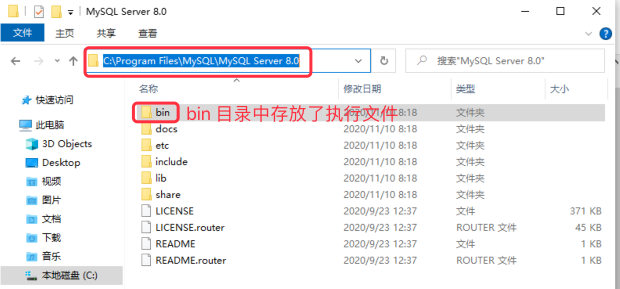 MySQL Server 8.0
文件 主页 共享 查看
C:\Program Files\MySQL\MySQL Server 8.0 搜索"MySQL Server 8.0"
名称 修改日期 类型 大小
快速访问
此电脑
3D Objects
Desktop
视频
图片
文档
下载
音乐
本地磁盘 (C:)
bin bin 目录中存放了执行文件 8:18 文件夹
docs 2020/11/10 8:18 文件夹
etc 2020/11/10 8:18 文件夹
include 2020/11/10 8:18 文件夹
lib 2020/11/10 8:18 文件夹
share 2020/11/10 8:18 文件夹
LICENSE 2020/9/23 12:37 文件 371 KB
LICENSE.router 2020/9/23 12:37 ROUTER 文件 45 KB
README 2020/9/23 12:37 文件 1 KB
README.router 2020/9/23 12:37 ROUTER 文件 1 KB